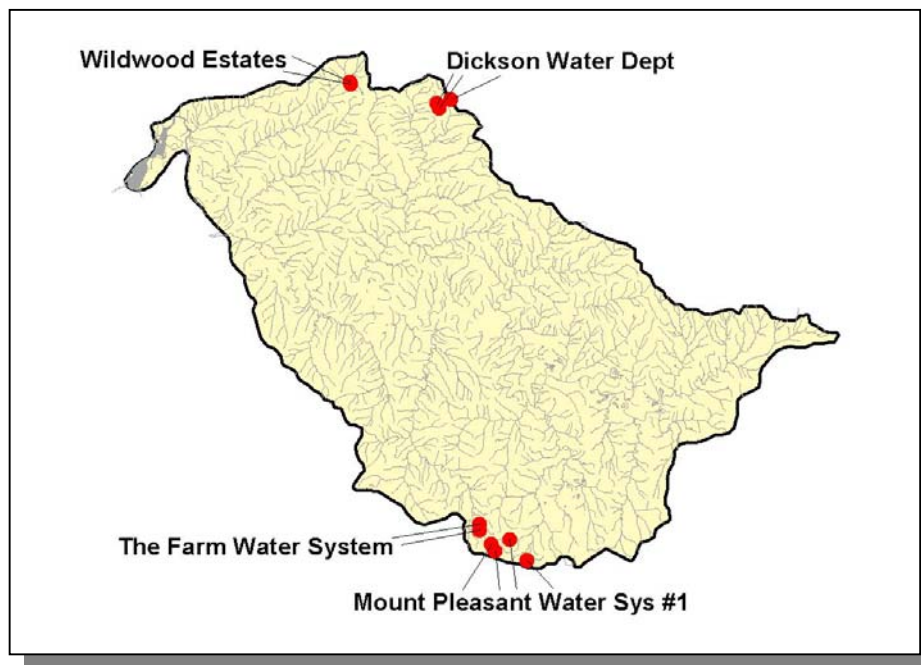 Wildwood Estates
Dickson Water Dept
The Farm Water System
Mount Pleasant Water Sys #1